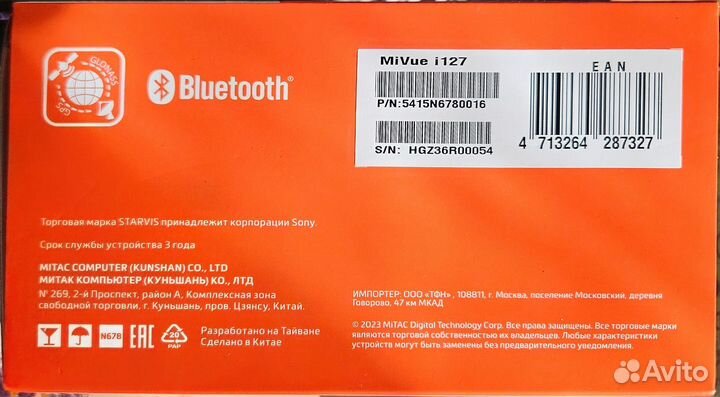 GLONASS
GPS
Bluetooth®
MiVue i127
P/N:5415N6780016
S/N: HGZ36R00054
EAN
4 713264 287327
Торговая марка STARVIS принадлежит корпорации Sony.
Срок службы устройства 3 года
MITAC COMPUTER (KUNSHAN) CO., LTD
МИТАК КОМПЬЮТЕР (КУНЬШАНЬ) КО., ЛТД
№ 269, 2-й Проспект, район А, Комплексная зона
свободной торговли, г. Куньшань, пров. Цзянсу, Китай.
N678
EAC
20
PAP
Разработано на Тайване
Сделано в Китае
ИМПОРТЕР: ООО «ТФН» , 108811, г. Москва, поселение Московский, деревня
Говорово, 47 км МКАД
© 2023 MiTAC Digital Technology Corp. Все права защищены. Все торговые марки
являются торговой собственностью их владельцев. Любые характеристики
устройств могут быть заменены без предварительного уведомления.
Avito